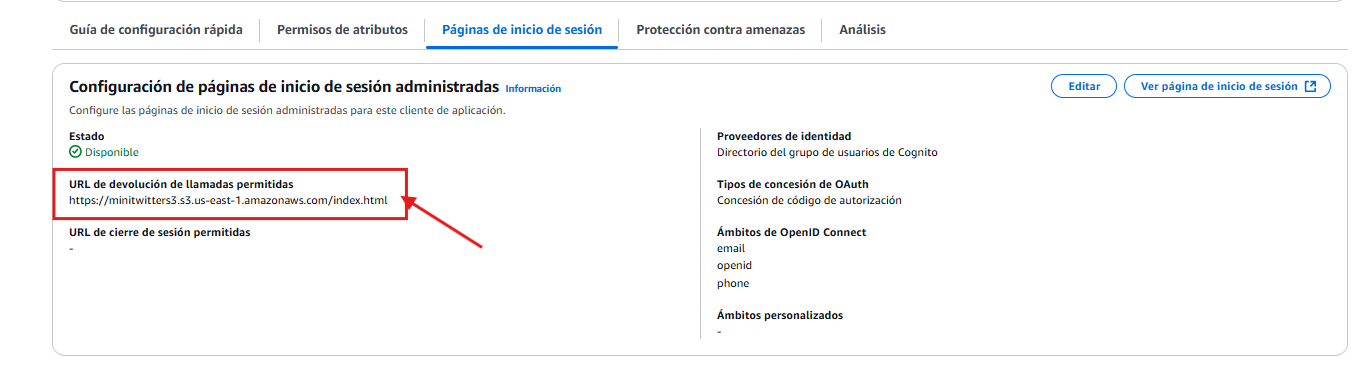 Guía de configuración rápida
Permisos de atributos
Páginas de inicio de sesión
Protección contra amenazas
Análisis
Configuración de páginas de inicio de sesión administradas Información
Editar
Ver página de inicio de sesión
Configure las páginas de inicio de sesión administradas para este cliente de aplicación.
Estado
Disponible
URL de devolución de llamadas permitidas
https://minitwitters3.s3.us-east-1.amazonaws.com/index.html
URL de cierre de sesión permitidas
-
Proveedores de identidad
Directorio del grupo de usuarios de Cognito
Tipos de concesión de OAuth
Concesión de código de autorización
Ámbitos de OpenID Connect
email
openid
phone
Ámbitos personalizados
-